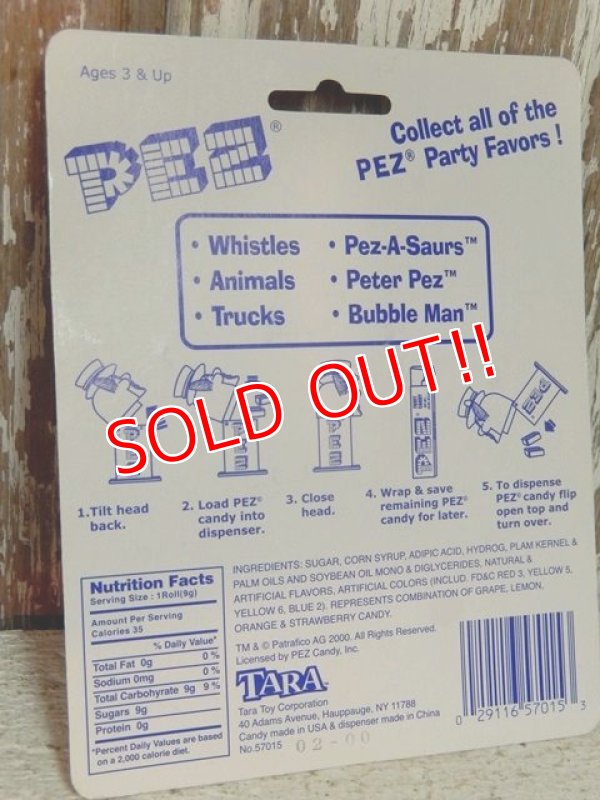 Ages 3 & Up
PEZ®
Collect all of the
PEZ® Party Favors !
• Whistles
• Animals
• Trucks
• Pez-A-Saurs™
• Peter Pez™
• Bubble Man™
SOLD OUT!!
1.Tilt head
back.
2. Load PEZ®
candy into
dispenser.
3. Close
head.
4. Wrap & save
remaining PEZ®
candy for later.
5. To dispense
PEZ® candy flip
open top and
turn over.
Nutrition Facts
Serving Size : 1Roll(9g)
Amount Per Serving
Calories 35
% Daily Value*
Total Fat 0g 0%
Sodium 0mg 0%
Total Carbohyrate 9g 9%
Sugars 9g
Protein 0g
*Percent Daily Values are based
on a 2,000 calorie diet.
INGREDIENTS: SUGAR, CORN SYRUP, ADIPIC ACID, HYDROG, PLAM KERNEL &
PALM OILS AND SOYBEAN OIL MONO & DIGLYCERIDES, NATURAL &
ARTIFICIAL FLAVORS, ARTIFICIAL COLORS (INCLUD. FD&C RED 3, YELLOW 5,
YELLOW 6, BLUE 2). REPRESENTS COMBINATION OF GRAPE, LEMON,
ORANGE & STRAWBERRY CANDY.
TM & © Patrafico AG 2000. All Rights Reserved.
Licensed by PEZ Candy, Inc.
TARA™
Tara Toy Corporation
40 Adams Avenue, Hauppauge, NY 11788
Candy made in USA & dispenser made in China
No.57015 02-00
0 29116 57015 3